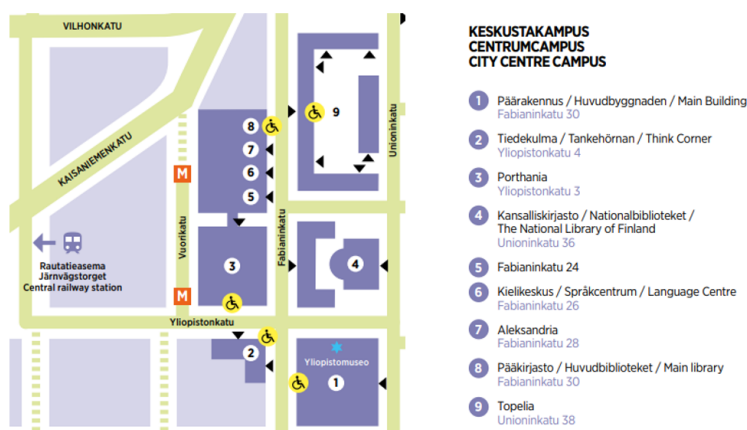 VILHONKATU
KAISANIEMENKATU
Vuorikatu
Fabianinkatu
Unioninkatu
Yliopistonkatu
M
M
Rautatieasema
Järnvägstorget
Central railway station
8
7
6
5
9
3
4
2
Yliopistomuseo
1
KESKUSTAKAMPUS
CENTRUMCAMPUS
CITY CENTRE CAMPUS
1 Päärakennus / Huvudbyggnaden / Main Building
Fabianinkatu 30
2 Tiedekulma / Tankehörnan / Think Corner
Yliopistonkatu 4
3 Porthania
Yliopistonkatu 3
4 Kansalliskirjasto / Nationalbiblioteket /
The National Library of Finland
Unioninkatu 36
5 Fabianinkatu 24
6 Kielikeskus / Språkcentrum / Language Centre
Fabianinkatu 26
7 Aleksandria
Fabianinkatu 28
8 Pääkirjasto / Huvudbiblioteket / Main library
Fabianinkatu 30
9 Topelia
Unioninkatu 38